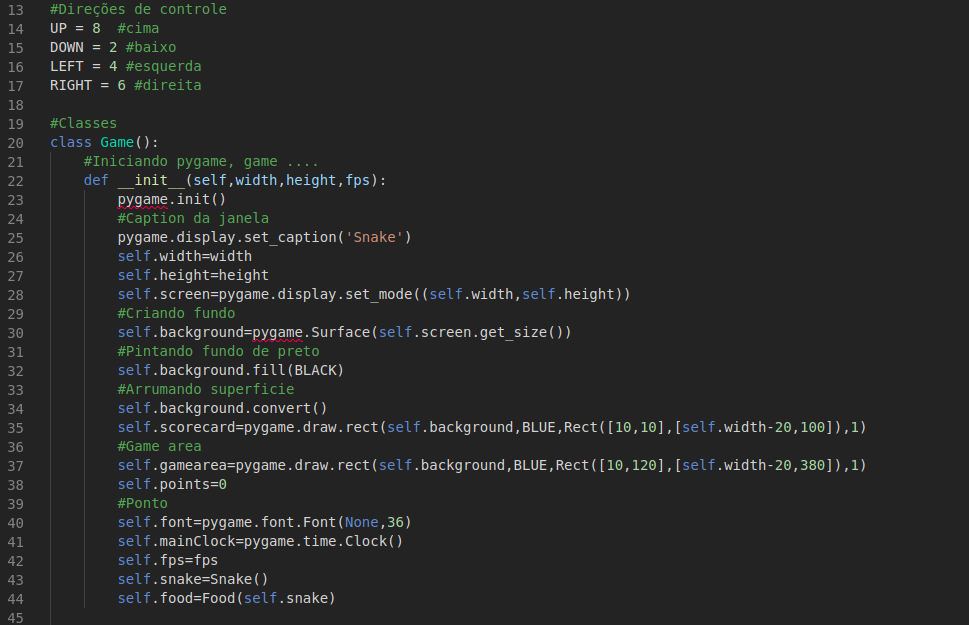 13 #Direções de controle
14 UP = 8 #cima
15 DOWN = 2 #baixo
16 LEFT = 4 #esquerda
17 RIGHT = 6 #direita
18
19 #Classes
20 class Game():
21 #Iniciando pygame, game ....
22 def __init__(self,width,height,fps):
23 pygame.init()
24 #Caption da janela
25 pygame.display.set_caption('Snake')
26 self.width=width
27 self.height=height
28 self.screen=pygame.display.set_mode((self.width,self.height))
29 #Criando fundo
30 self.background=pygame.Surface(self.screen.get_size())
31 #Pintando fundo de preto
32 self.background.fill(BLACK)
33 #Arrumando superficie
34 self.background.convert()
35 self.scorecard=pygame.draw.rect(self.background,BLUE,Rect([10,10],[self.width-20,100]),1)
36 #Game area
37 self.gamearea=pygame.draw.rect(self.background,BLUE,Rect([10,120],[self.width-20,380]),1)
38 self.points=0
39 #Ponto
40 self.font=pygame.font.Font(None,36)
41 self.mainClock=pygame.time.Clock()
42 self.fps=fps
43 self.snake=Snake()
44 self.food=Food(self.snake)
45